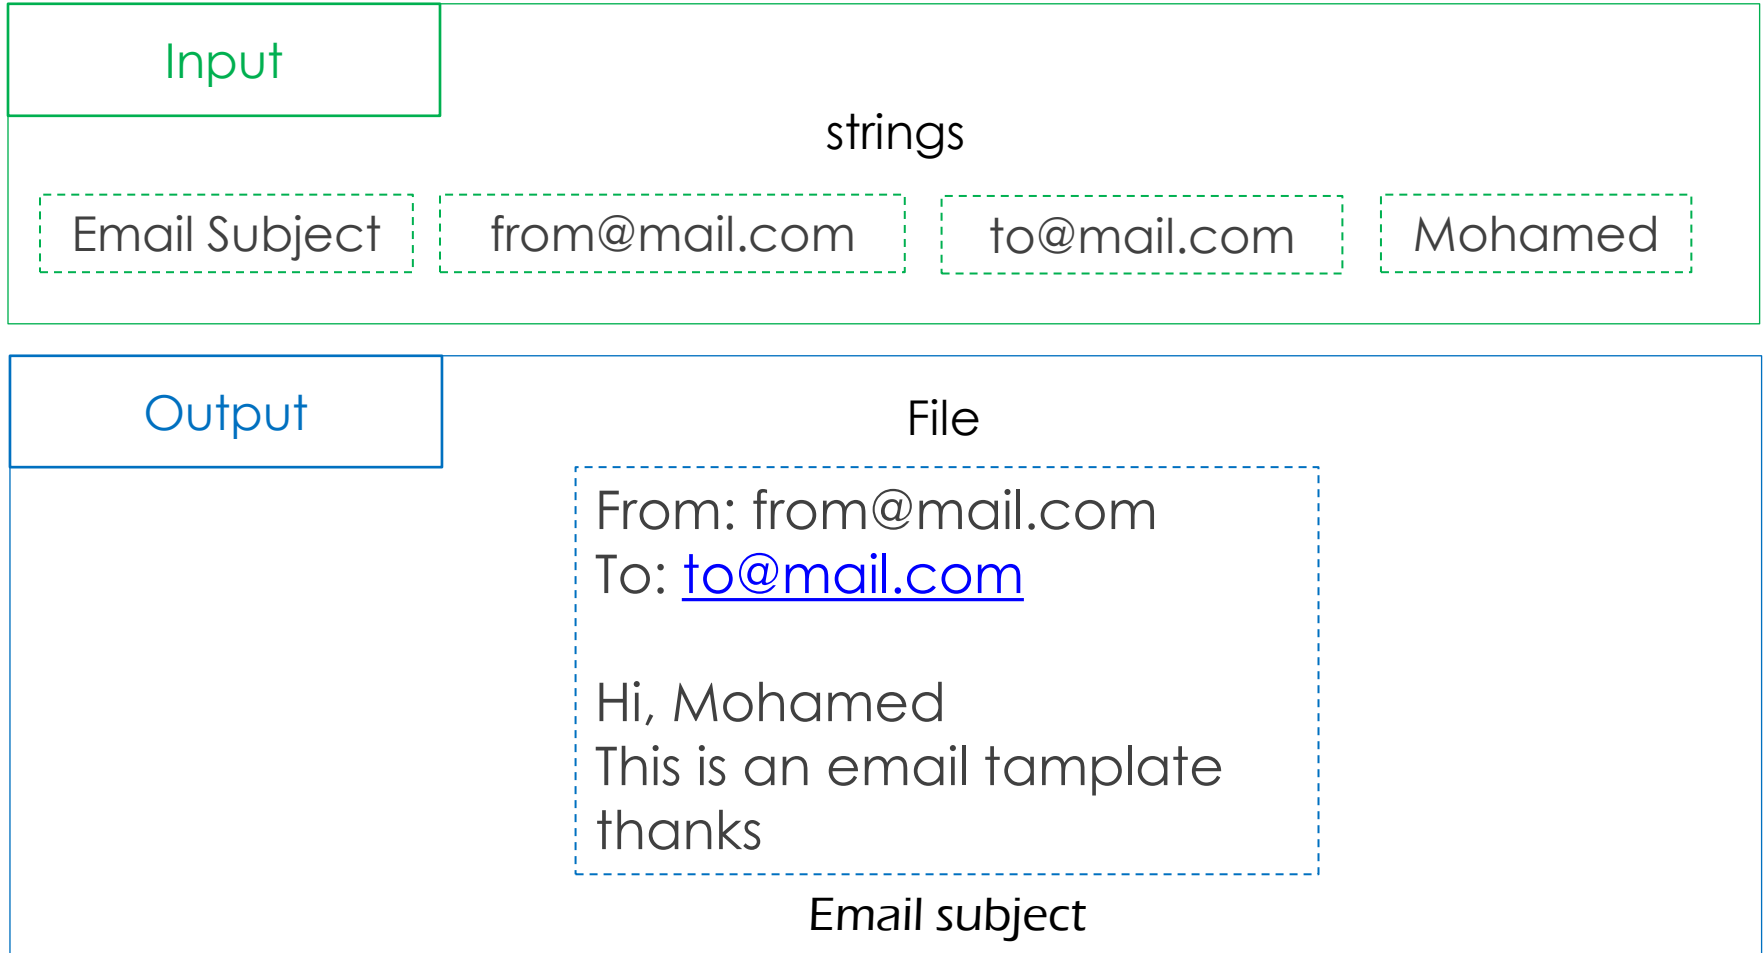 Input
strings
Email Subject from@mail.com to@mail.com Mohamed
Output
File
From: from@mail.com
To: to@mail.com
Hi, Mohamed
This is an email tamplate
thanks
Email subject